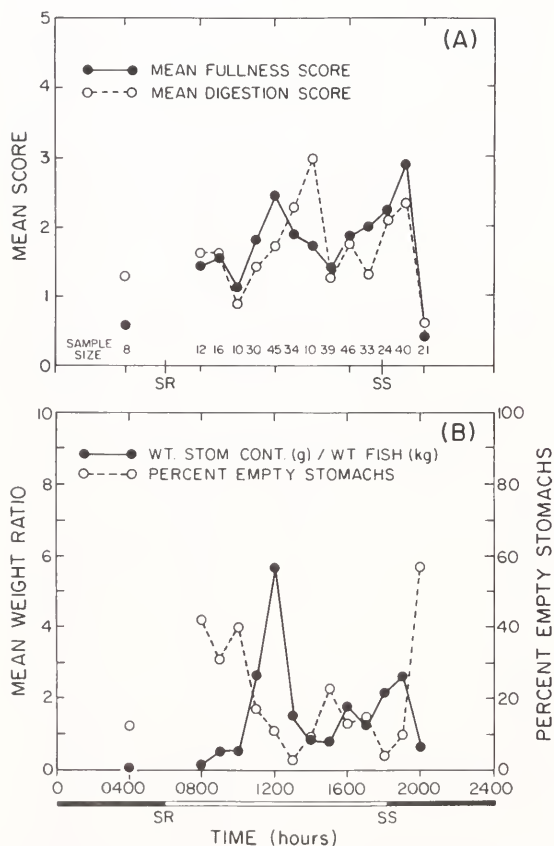 (A)
5
4
3
2
1
0
MEAN SCORE
MEAN FULLNESS SCORE
MEAN DIGESTION SCORE
SAMPLE SIZE
8 12 16 10 30 45 34 10 39 46 33 24 40 21
SR SS
(B)
10
8
6
4
2
0
MEAN WEIGHT RATIO
WT. STOM CONT. (g) / WT FISH (kg)
PERCENT EMPTY STOMACHS
100
80
60
40
20
0
PERCENT EMPTY STOMACHS
0 0400 0800 1200 1600 2000 2400
SR SS
TIME (hours)